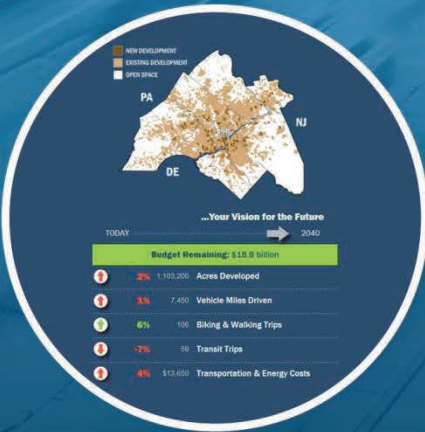 NEW DEVELOPMENT
EXISTING DEVELOPMENT
OPEN SPACE
PA
NJ
DE
...Your Vision for the Future
TODAY 2040
Budget Remaining: $18.8 billion
2% 1,103,200 Acres Developed
1% 7,450 Vehicle Miles Driven
6% 106 Biking & Walking Trips
-7% 59 Transit Trips
4% $13,650 Transportation & Energy Costs